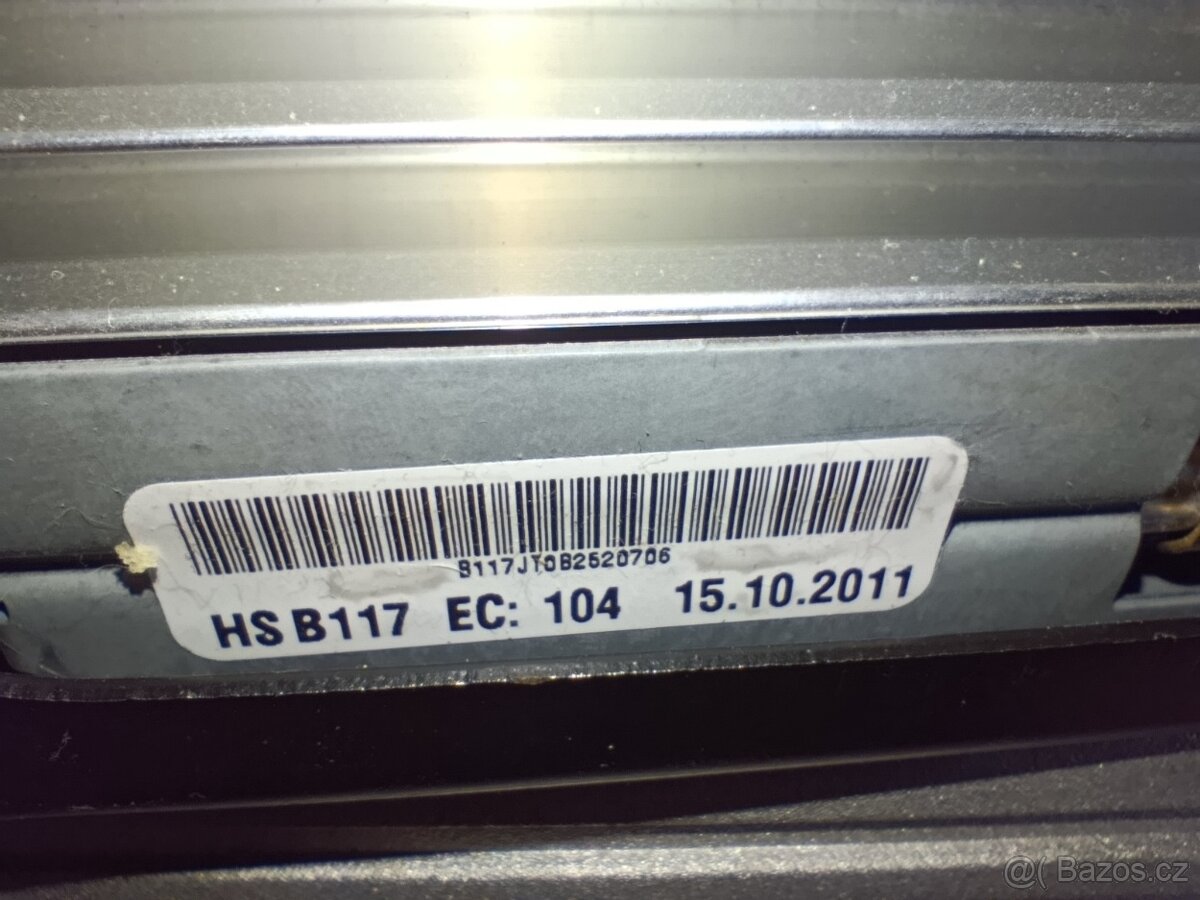 B117JT0B2520706
HS B117 EC: 104 15.10.2011
@( Bazos.cz